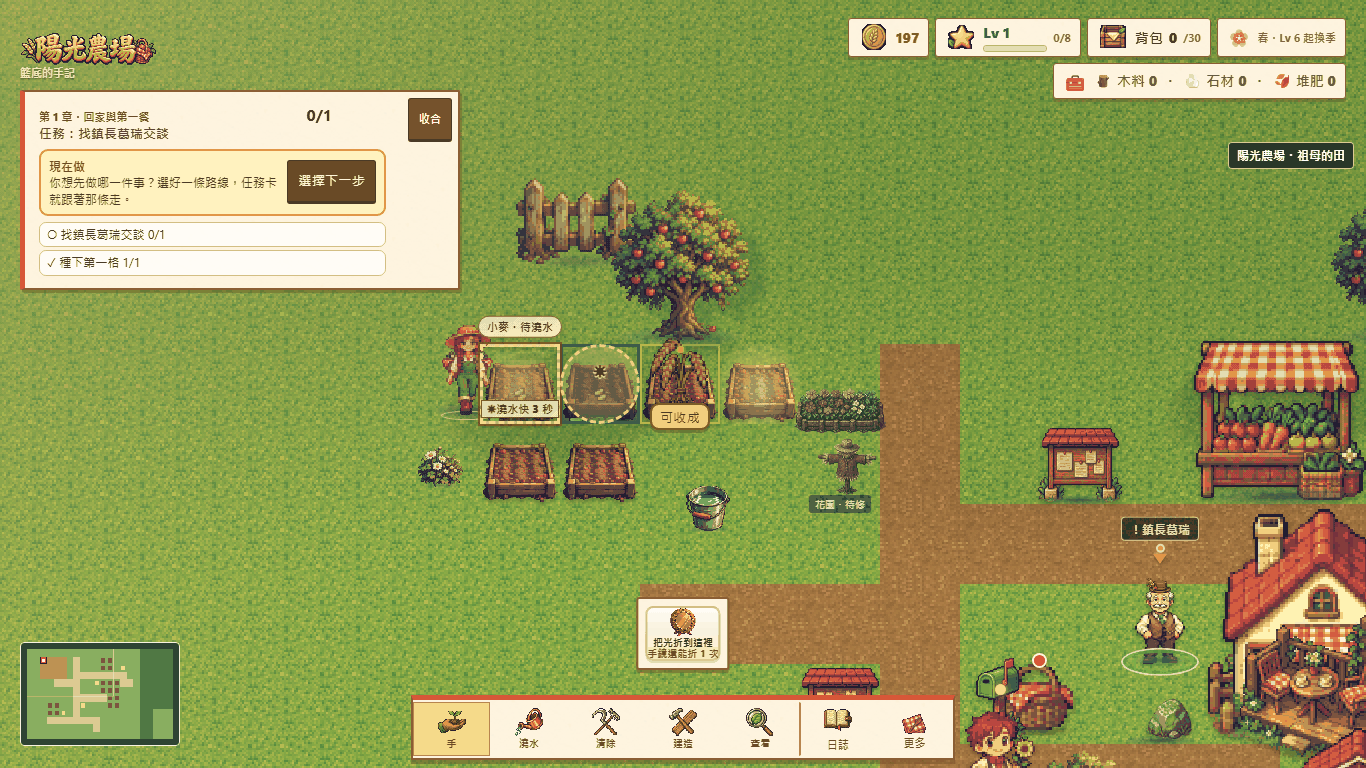 陽光農場
籃底的手記
第 1 章・回家與第一餐
0/1
收合
任務：找鎮長葛瑞交談
現在做
你想先做哪一件事？選好一條路線，任務卡
就跟著那條走。
選擇下一步
○ 找鎮長葛瑞交談 0/1
✓ 種下第一格 1/1
197
Lv 1
0/8
背包 0 /30
春・Lv 6 起換季
木料 0 ・ 石材 0 ・ 堆肥 0
陽光農場・祖母的田
小麥・待澆水
☀澆水快 3 秒
可收成
花圃・待修
！鎮長葛瑞
把光折到這裡
手鏡還能折 1 次
手
澆水
清除
建造
查看
日誌
更多